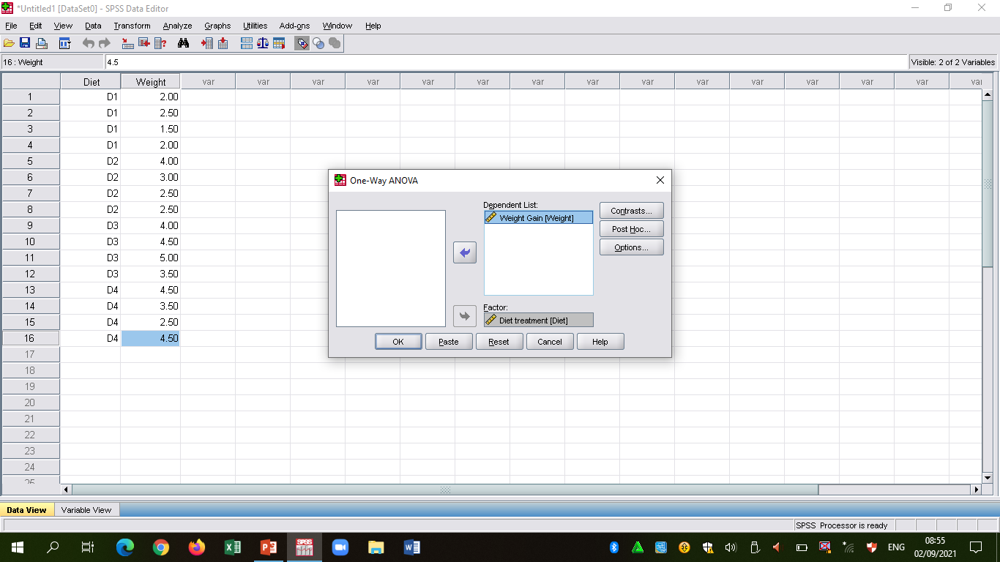 *Untitled1 [DataSet0] - SPSS Data Editor
File Edit View Data Transform Analyze Graphs Utilities Add-ons Window Help
16 : Weight 4.5 Visible: 2 of 2 Variables
Diet Weight var var var var var var var var var var var var var var var
1 D1 2.00
2 D1 2.50
3 D1 1.50
4 D1 2.00
5 D2 4.00
6 D2 3.00
7 D2 2.50
8 D2 2.50
9 D3 4.00
10 D3 4.50
11 D3 5.00
12 D3 3.50
13 D4 4.50
14 D4 3.50
15 D4 2.50
16 D4 4.50
17
18
19
20
21
22
23
24
25
One-Way ANOVA
Dependent List:
Weight Gain [Weight]
Contrasts...
Post Hoc...
Options...
Factor:
Diet treatment [Diet]
OK Paste Reset Cancel Help
Data View Variable View
SPSS Processor is ready
SPSS
ENG
08:55
02/09/2021